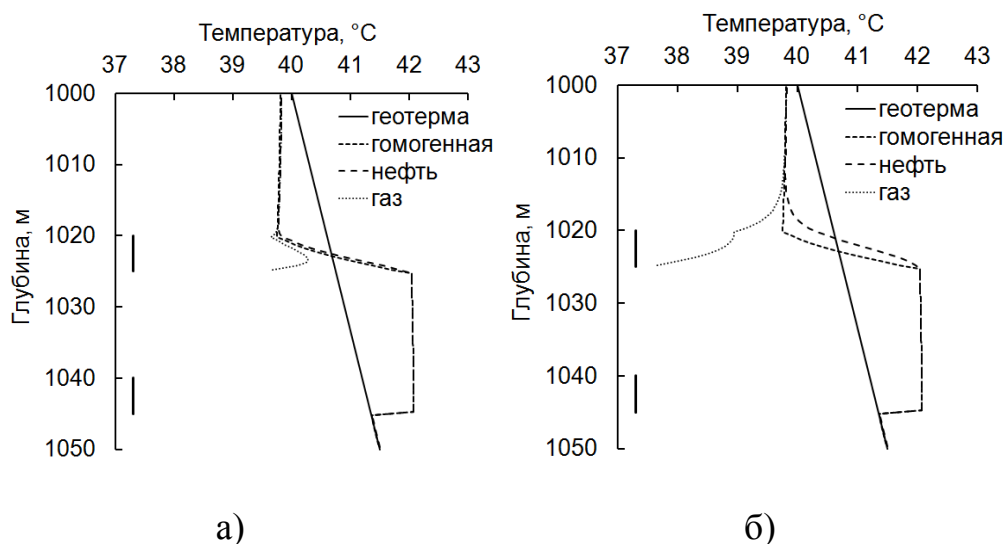 Температура, °C
37 38 39 40 41 42 43
1000
1010
1020
1030
1040
1050
Глубина, м
геотерма
гомогенная
нефть
газ
а)
Температура, °C
37 38 39 40 41 42 43
1000
1010
1020
1030
1040
1050
Глубина, м
геотерма
гомогенная
нефть
газ
б)